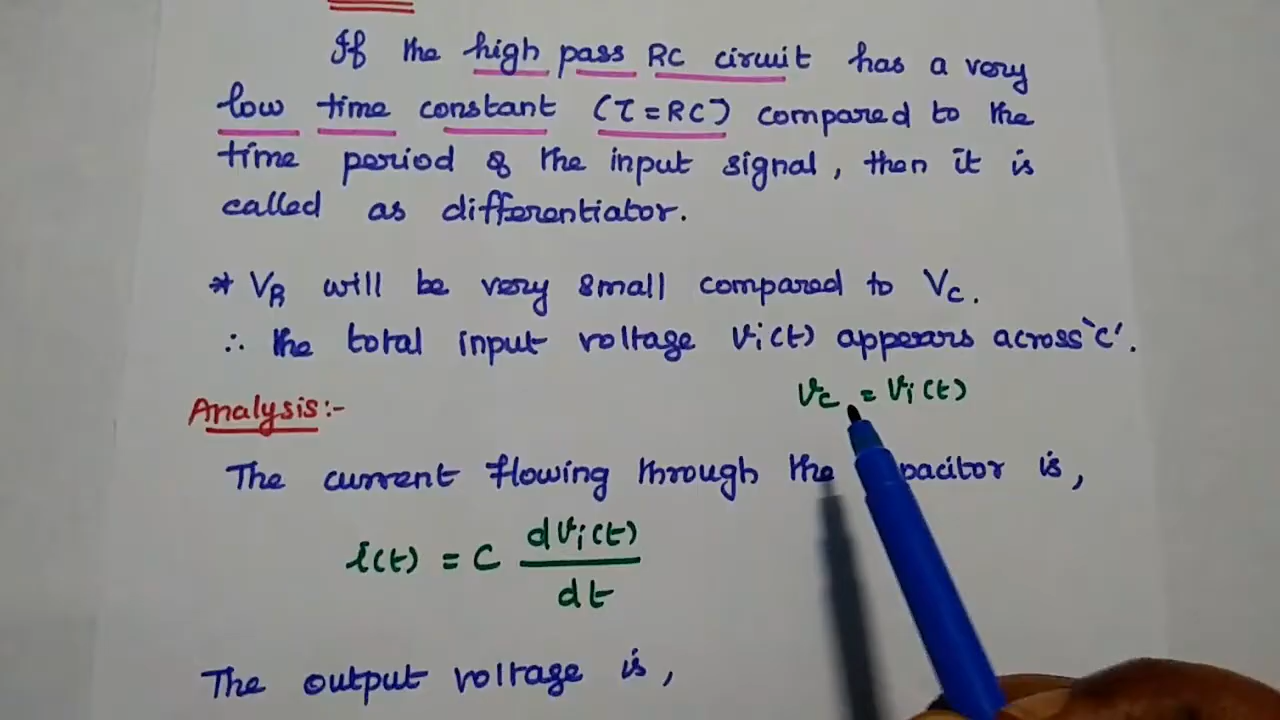 If the high pass RC circuit has a very
low time constant (τ=RC) compared to the
time period of the input signal, then it is
called as differentiator.
* VR will be very small compared to Vc.
∴ the total input voltage Vi(t) appears across 'C'.
Vc = Vi(t)
Analysis:-
The current flowing through the pacitor is,
i(t) = C dVi(t)/dt
The output voltage is,